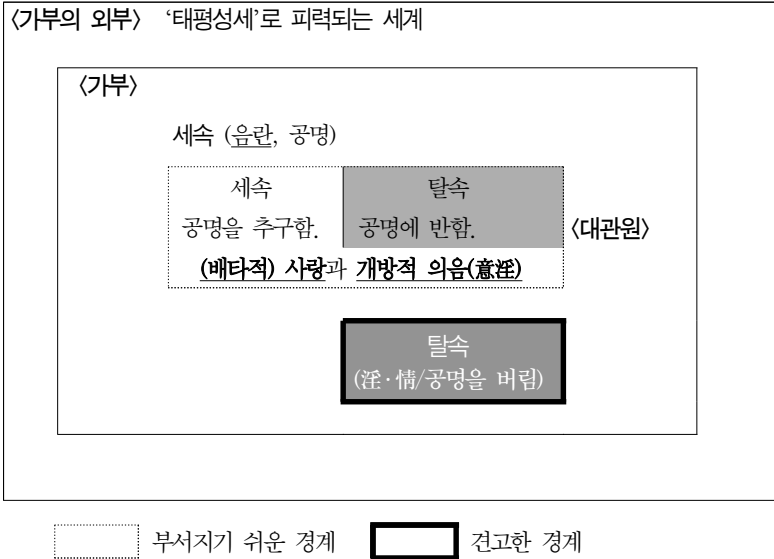 〈가부의 외부〉 ‘태평성세’로 피력되는 세계
〈가부〉
세속 (음란, 공명)
세속 탈속
공명을 추구함. 공명에 반함. 〈대관원〉
(배타적) 사랑과 개방적 의음(意淫)
탈속
(淫·情/공명을 버림)
부서지기 쉬운 경계 견고한 경계